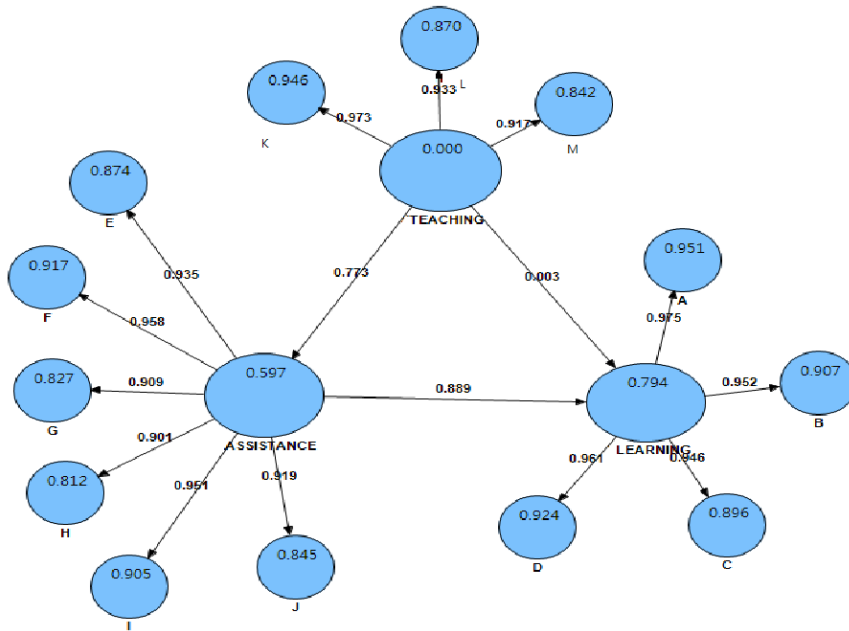 0.870
L
0.933
0.946
K
0.973
0.842
M
0.917
0.000
TEACHING
0.874
E
0.935
0.773
0.003
0.951
A
0.975
0.917
F
0.958
0.827
G
0.909
0.597
ASSISTANCE
0.889
0.794
LEARNING
0.952
0.907
B
0.901
0.812
H
0.951
0.905
I
0.919
0.845
J
0.961
0.924
D
0.946
0.896
C